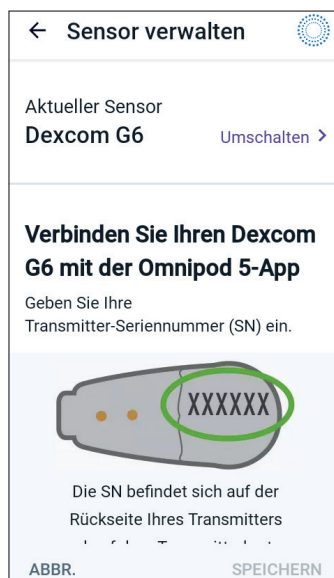 ← Sensor verwalten
Aktueller Sensor
Dexcom G6 Umschalten >
Verbinden Sie Ihren Dexcom
G6 mit der Omnipod 5-App
Geben Sie Ihre
Transmitter-Seriennummer (SN) ein.
XXXXXX
Die SN befindet sich auf der
Rückseite Ihres Transmitters
ABBR. SPEICHERN